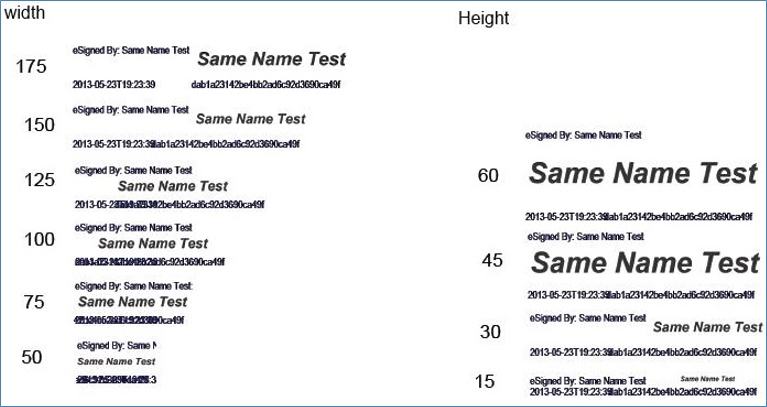 width
175
eSigned By: Same Name Test
Same Name Test
2013-05-23T19:23:39 dab1a23142be4bb2ad6c92d3690ca49f
150
eSigned By: Same Name Test
Same Name Test
2013-05-23T19:23:39dab1a23142be4bb2ad6c92d3690ca49f
125
eSigned By: Same Name Test
Same Name Test
100
eSigned By: Same Name Test
Same Name Test
75
eSigned By: Same Name Test
Same Name Test
50
eSigned By: Same
Same Name Test
Height
60
eSigned By: Same Name Test
Same Name Test
2013-05-23T19:23:39dab1a23142be4bb2ad6c92d3690ca49f
45
eSigned By: Same Name Test
Same Name Test
2013-05-23T19:23:39dab1a23142be4bb2ad6c92d3690ca49f
30
eSigned By: Same Name Test
Same Name Test
2013-05-23T19:23:39dab1a23142be4bb2ad6c92d3690ca49f
15
eSigned By: Same Name Test
Same Name Test
2013-05-23T19:23:39dab1a23142be4bb2ad6c92d3690ca49f